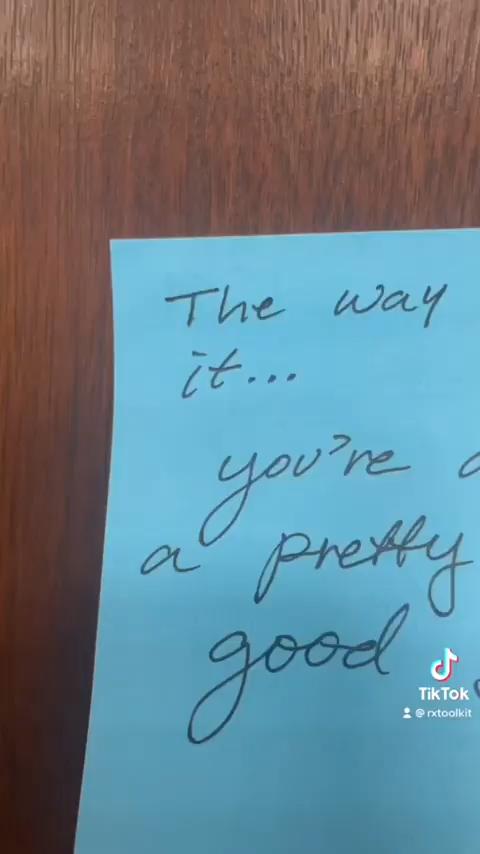 The way
it...
you're
a pretty
good
TikTok
@rxtoolkit